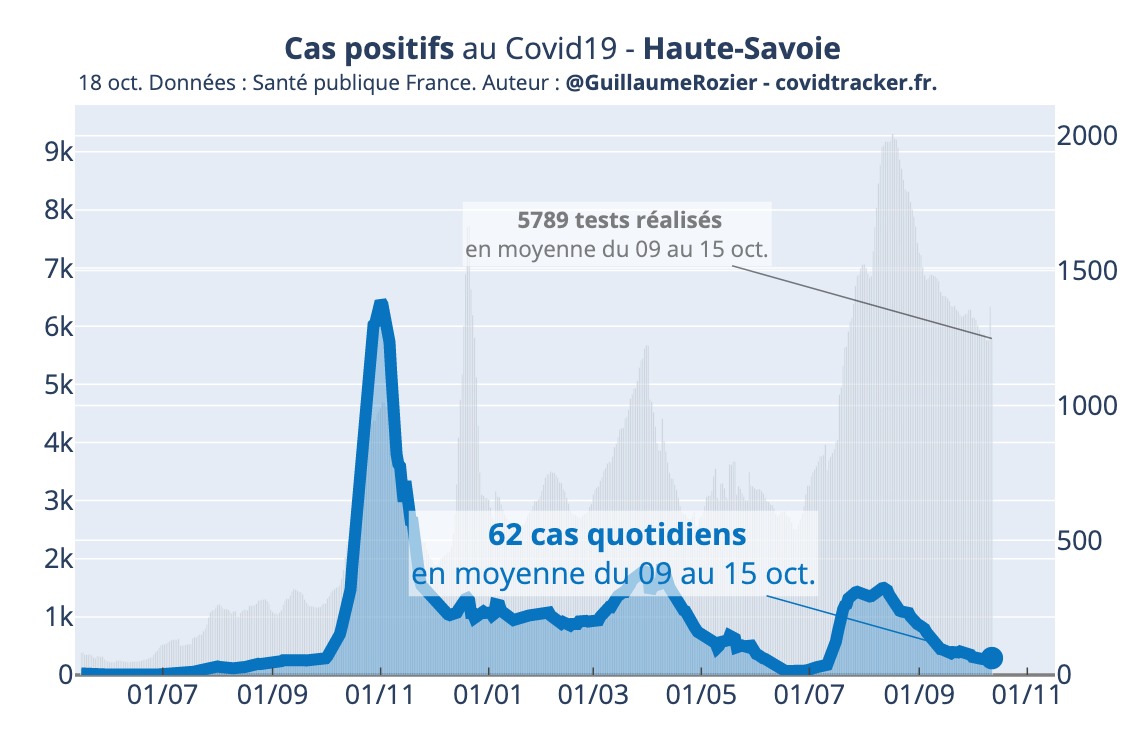 Cas positifs au Covid19 - Haute-Savoie
18 oct. Données : Santé publique France. Auteur : @GuillaumeRozier - covidtracker.fr.
9k
8k
7k
6k
5k
4k
3k
2k
1k
0
2000
1500
1000
500
0
5789 tests réalisés
en moyenne du 09 au 15 oct.
62 cas quotidiens
en moyenne du 09 au 15 oct.
01/07 01/09 01/11 01/01 01/03 01/05 01/07 01/09 01/11